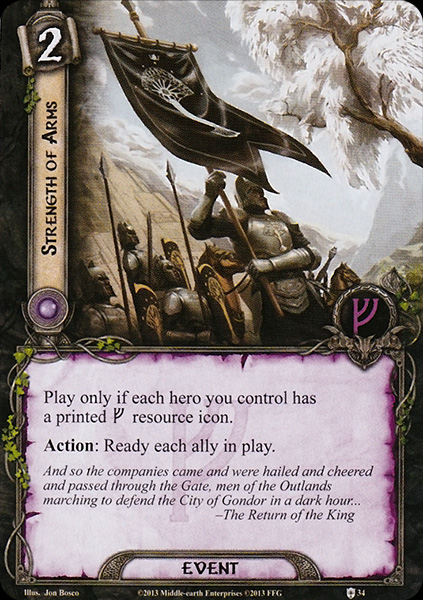 2
STRENGTH OF ARMS
Play only if each hero you control has
a printed ᚠ resource icon.
Action: Ready each ally in play.
And so the companies came and were hailed and cheered
and passed through the Gate, men of the Outlands
marching to defend the City of Gondor in a dark hour...
–The Return of the King
EVENT
Illus. Jon Bosco
©2013 Middle-earth Enterprises ©2013 FFG
34